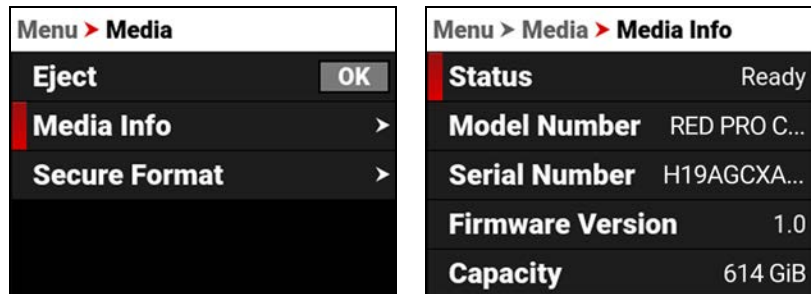 Menu > Media
Eject OK
Media Info >
Secure Format >
Menu > Media > Media Info
Status Ready
Model Number RED PRO C...
Serial Number H19AGCXA...
Firmware Version 1.0
Capacity 614 GiB